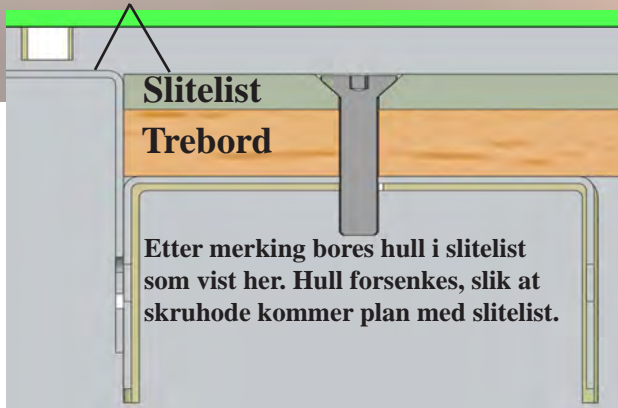 Slitelist
Trebord
Etter merking bores hull i slitelist
som vist her. Hull forsenkes, slik at
skruhode kommer plan med slitelist.